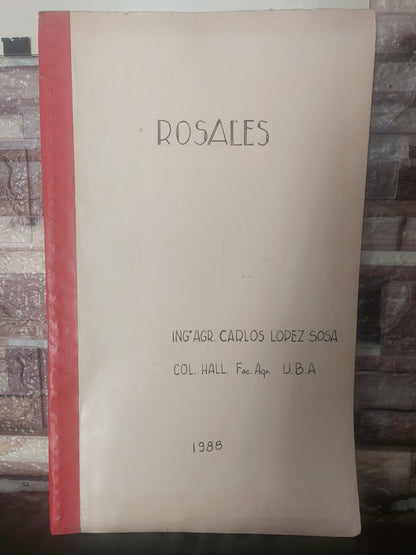 ROSALES
ING° AGR. CARLOS LOPEZ SOSA
COL. HALL. Fac. Agr. U.B.A
1988